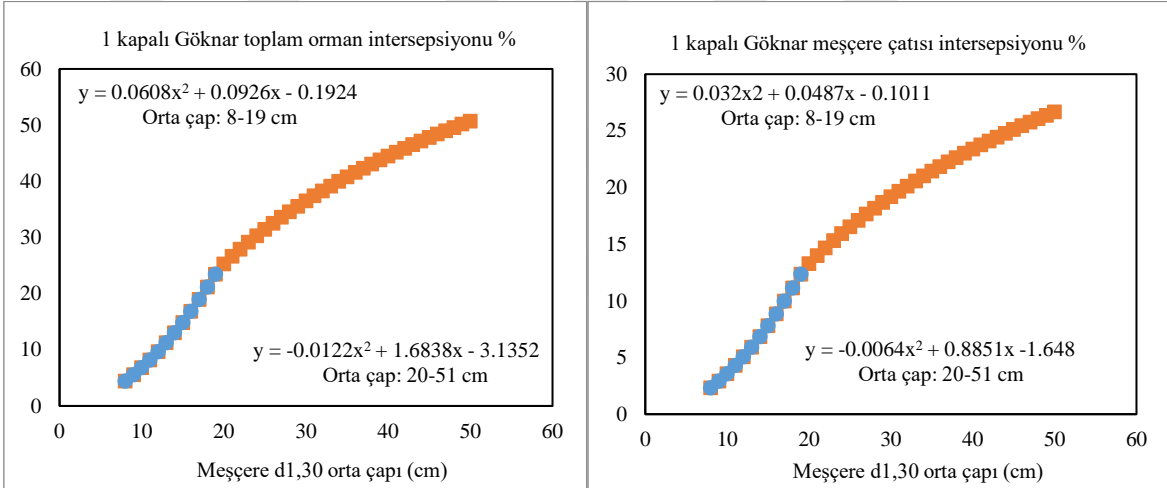 1 kapalı Göknar toplam orman intersepsiyonu %
60
50
40
30
20
10
0
y = 0.0608x² + 0.0926x - 0.1924
Orta çap: 8-19 cm
y = -0.0122x² + 1.6838x - 3.1352
Orta çap: 20-51 cm
0 10 20 30 40 50 60
Meşçere d1,30 orta çapı (cm)
1 kapalı Göknar meşçere çatısı intersepsiyonu %
30
25
20
15
10
5
0
y = 0.032x2 + 0.0487x - 0.1011
Orta çap: 8-19 cm
y = -0.0064x² + 0.8851x -1.648
Orta çap: 20-51 cm
0 10 20 30 40 50 60
Meşçere d1,30 orta çapı (cm)